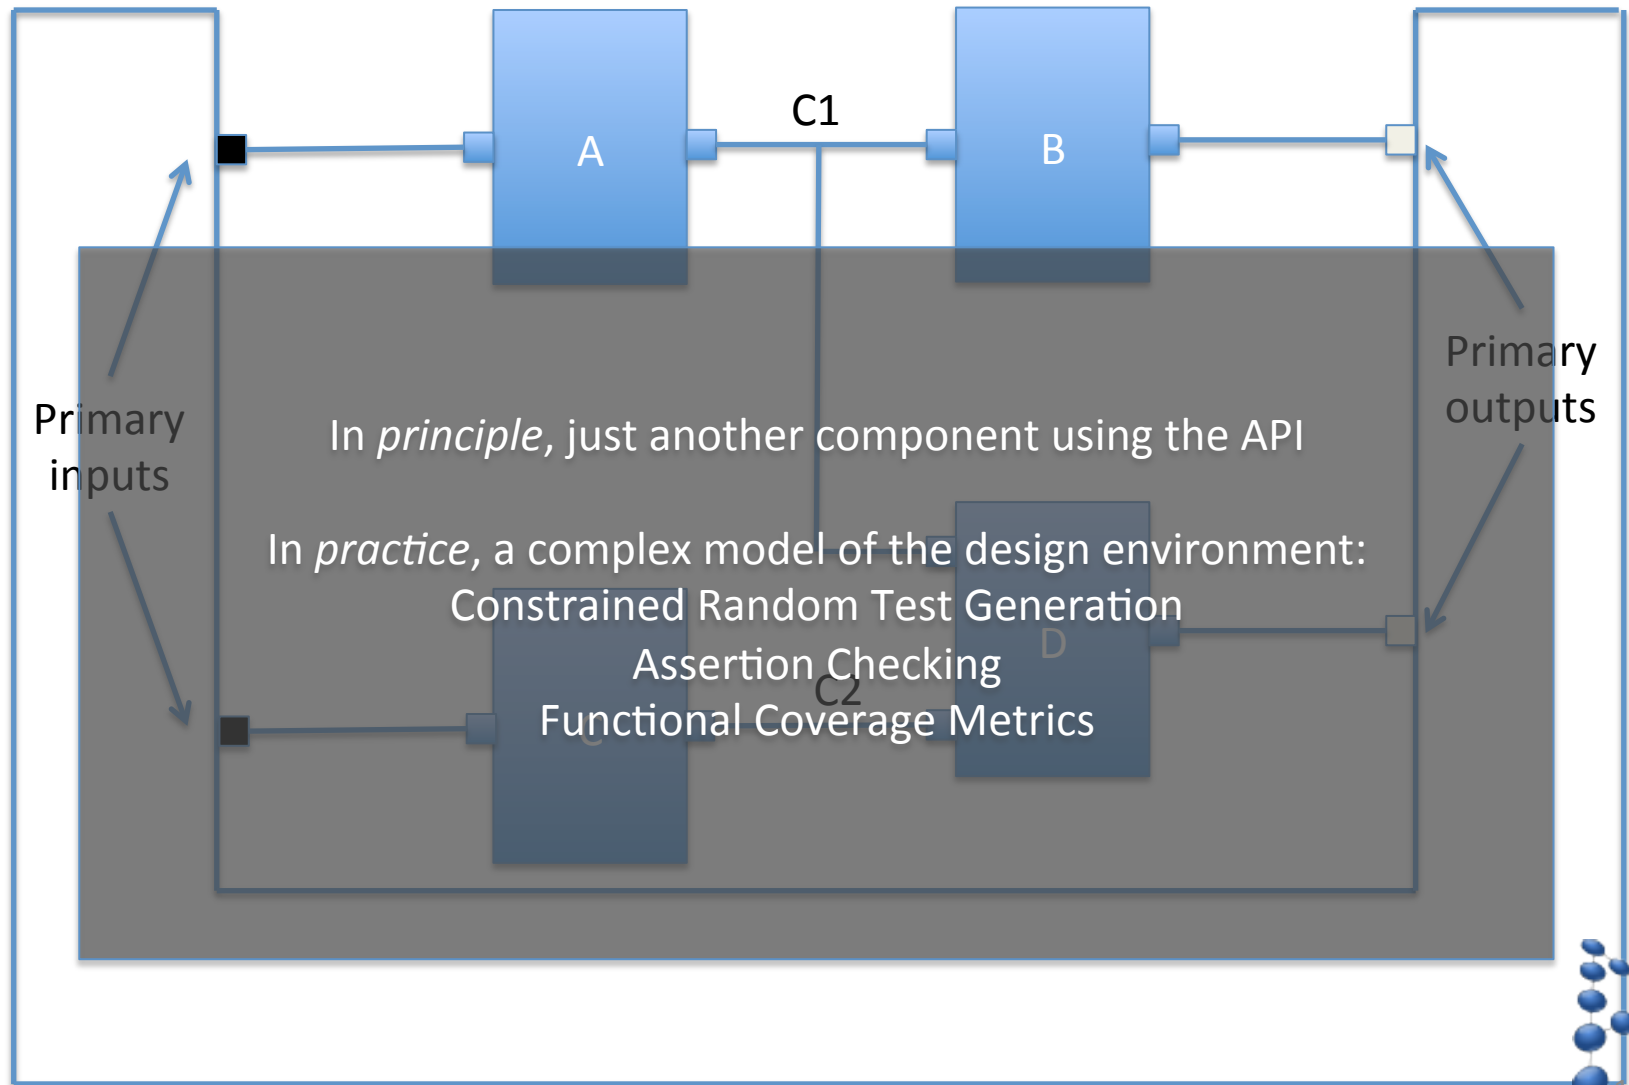 C1
A
B
Primary
outputs
Primary
inputs
In principle, just another component using the API
In practice, a complex model of the design environment:
Constrained Random Test Generation
Assertion Checking
Functional Coverage Metrics
D
C2
C